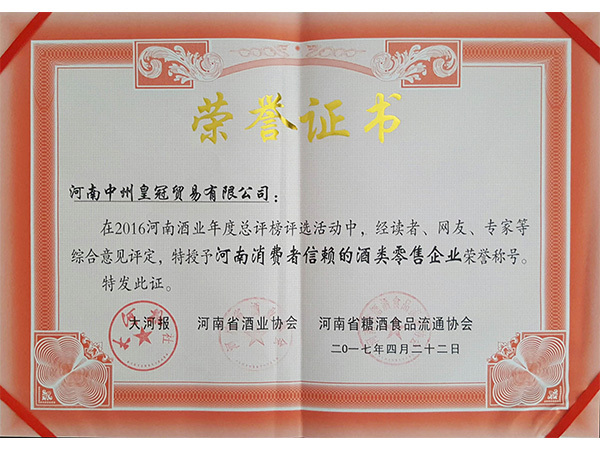 荣誉证书
河南中州皇冠贸易有限公司：
在2016河南酒业年度总评榜评选活动中，经读者、网友、专家等
综合意见评定，特授予河南消费者信赖的酒类零售企业荣誉称号。
特发此证。
大河报 河南省酒业协会 河南省糖酒食品流通协会
二〇一七年四月二十二日